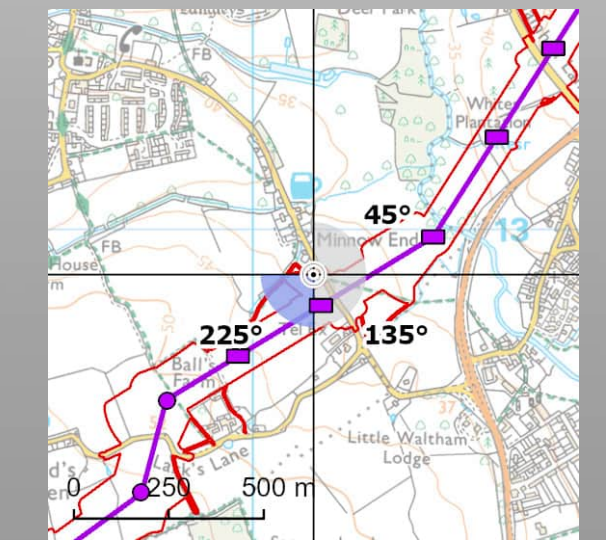 Deer Park
FB
White's
Plantation
45°
Minnow End
13
FB
House
225°
135°
Ball's
Farm
37
Little Waltham
Lodge
Lark's Lane
0 250 500 m